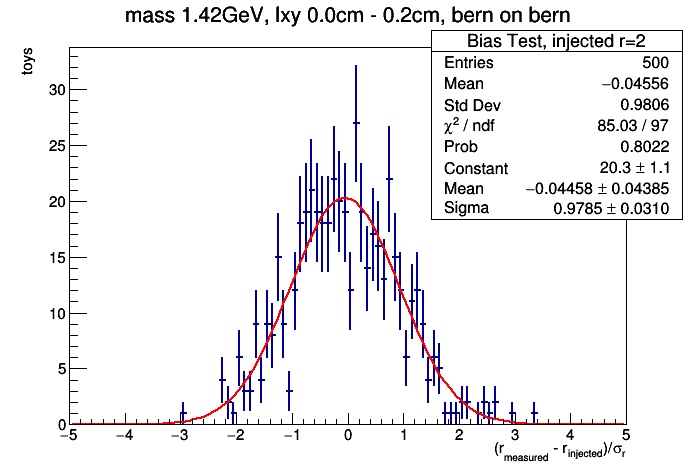 mass 1.42GeV, lxy 0.0cm - 0.2cm, bern on bern
Bias Test, injected r=2
Entries 500
Mean −0.04556
Std Dev 0.9806
χ² / ndf 85.03 / 97
Prob 0.8022
Constant 20.3 ± 1.1
Mean −0.04458 ± 0.04385
Sigma 0.9785 ± 0.0310
toys
30
25
20
15
10
5
0
−5 −4 −3 −2 −1 0 1 2 3 4 5
(r_measured - r_injected)/σ_r